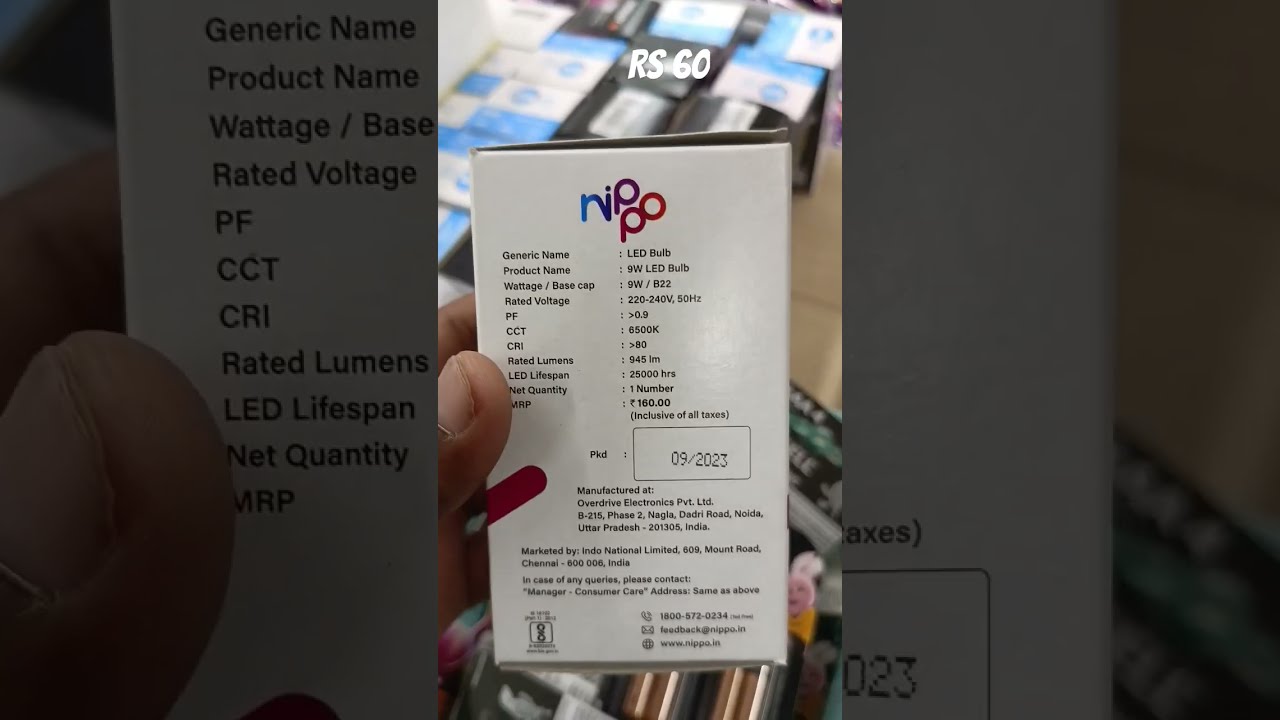 RS 60
nippo
Generic Name : LED Bulb
Product Name : 9W LED Bulb
Wattage / Base cap : 9W / B22
Rated Voltage : 220-240V, 50Hz
PF : >0.9
CCT : 6500K
CRI : >80
Rated Lumens : 945 lm
LED Lifespan : 25000 hrs
Net Quantity : 1 Number
MRP : ₹ 160.00
(Inclusive of all taxes)
Pkd : 09/2023
Manufactured at:
Overdrive Electronics Pvt. Ltd.
B-215, Phase 2, Nagla, Dadri Road, Noida,
Uttar Pradesh - 201305, India.
Marketed by: Indo National Limited, 609, Mount Road,
Chennai - 600 006, India
In case of any queries, please contact:
"Manager - Consumer Care" Address: Same as above
1800-572-0234 (Toll Free)
feedback@nippo.in
www.nippo.in
www.bis.gov.in
Generic Name
Product Name
Wattage / Base
Rated Voltage
PF
CCT
CRI
Rated Lumens
LED Lifespan
Net Quantity
MRP
taxes)
023